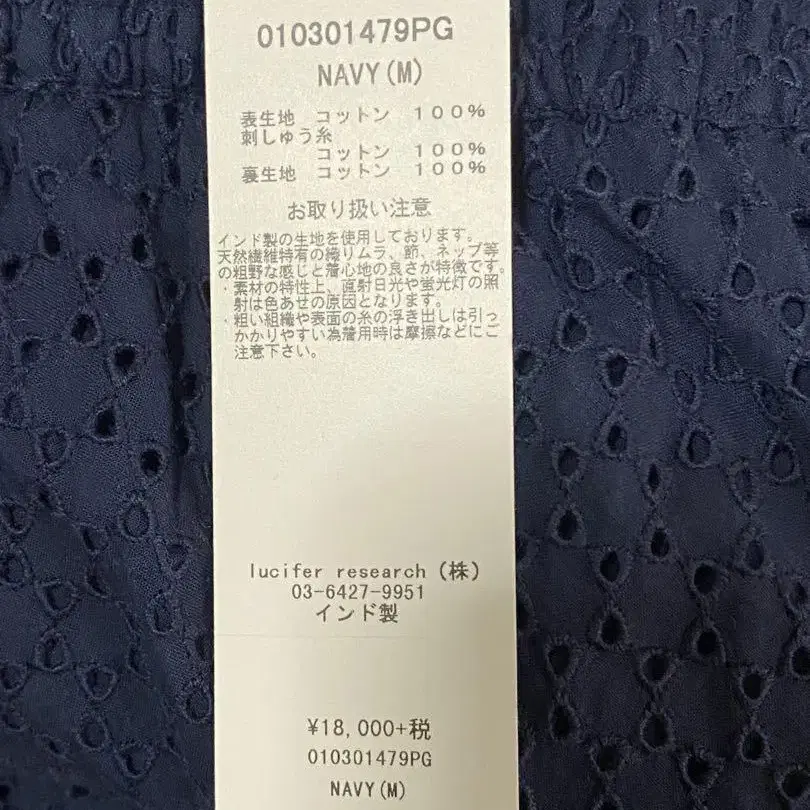 010301479PG
NAVY(M)
表生地 コットン 100%
刺しゅう糸
コットン 100%
裏生地 コットン 100%
お取り扱い注意
インド製の生地を使用しております。
天然繊維特有の織りムラ、節、ネップ等
の粗野な感じと着心地の良さが特徴です。
・素材の特性上、直射日光や蛍光灯の照
射は色あせの原因となります。
・粗い組織や表面の糸の浮き出しは引っ
かかりやすい為着用時は摩擦などにご
注意下さい。
lucifer research (株)
03-6427-9951
インド製
¥18,000+税
010301479PG
NAVY(M)